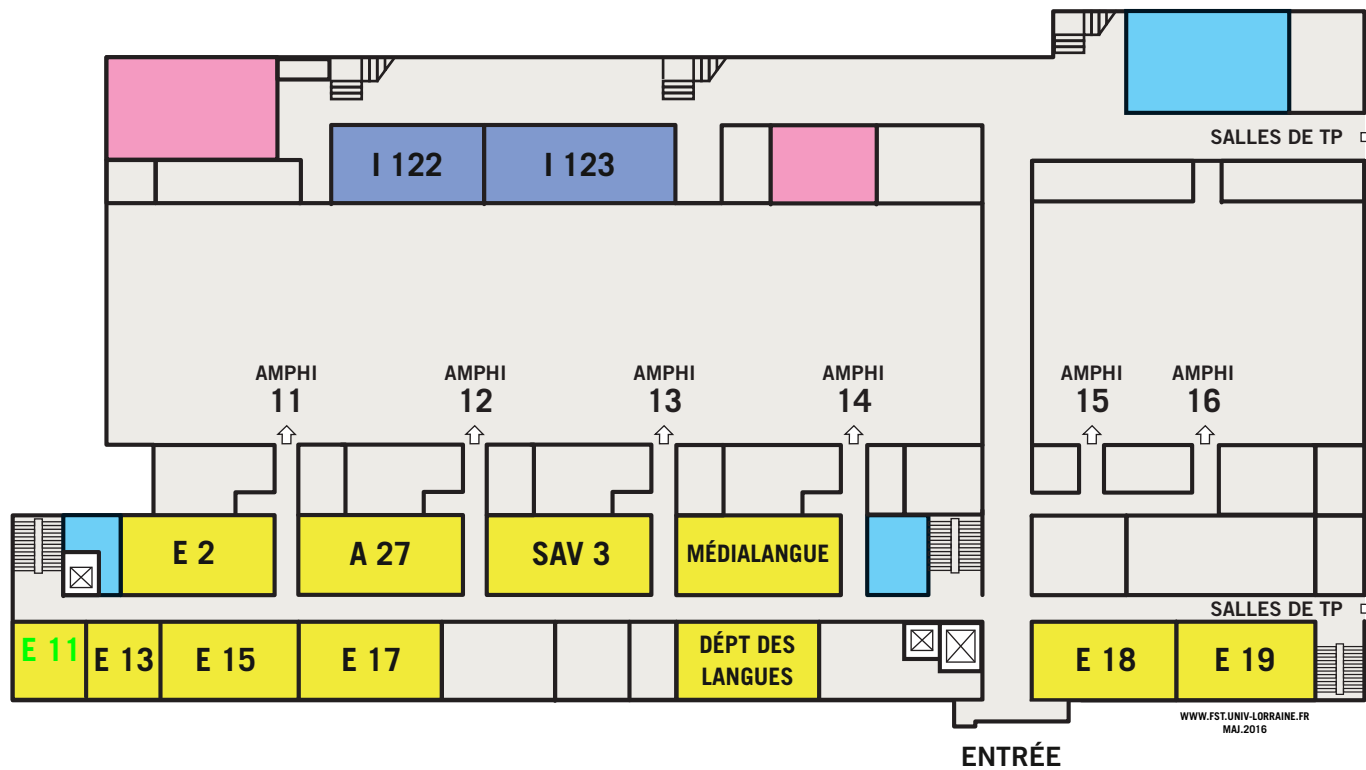 SALLES DE TP
I 122
I 123
AMPHI
11
AMPHI
12
AMPHI
13
AMPHI
14
AMPHI
15
AMPHI
16
E 2
A 27
SAV 3
MÉDIALANGUE
SALLES DE TP
E 11
E 13
E 15
E 17
DÉPT DES
LANGUES
E 18
E 19
WWW.FST.UNIV-LORRAINE.FR
MAJ.2016
ENTRÉE